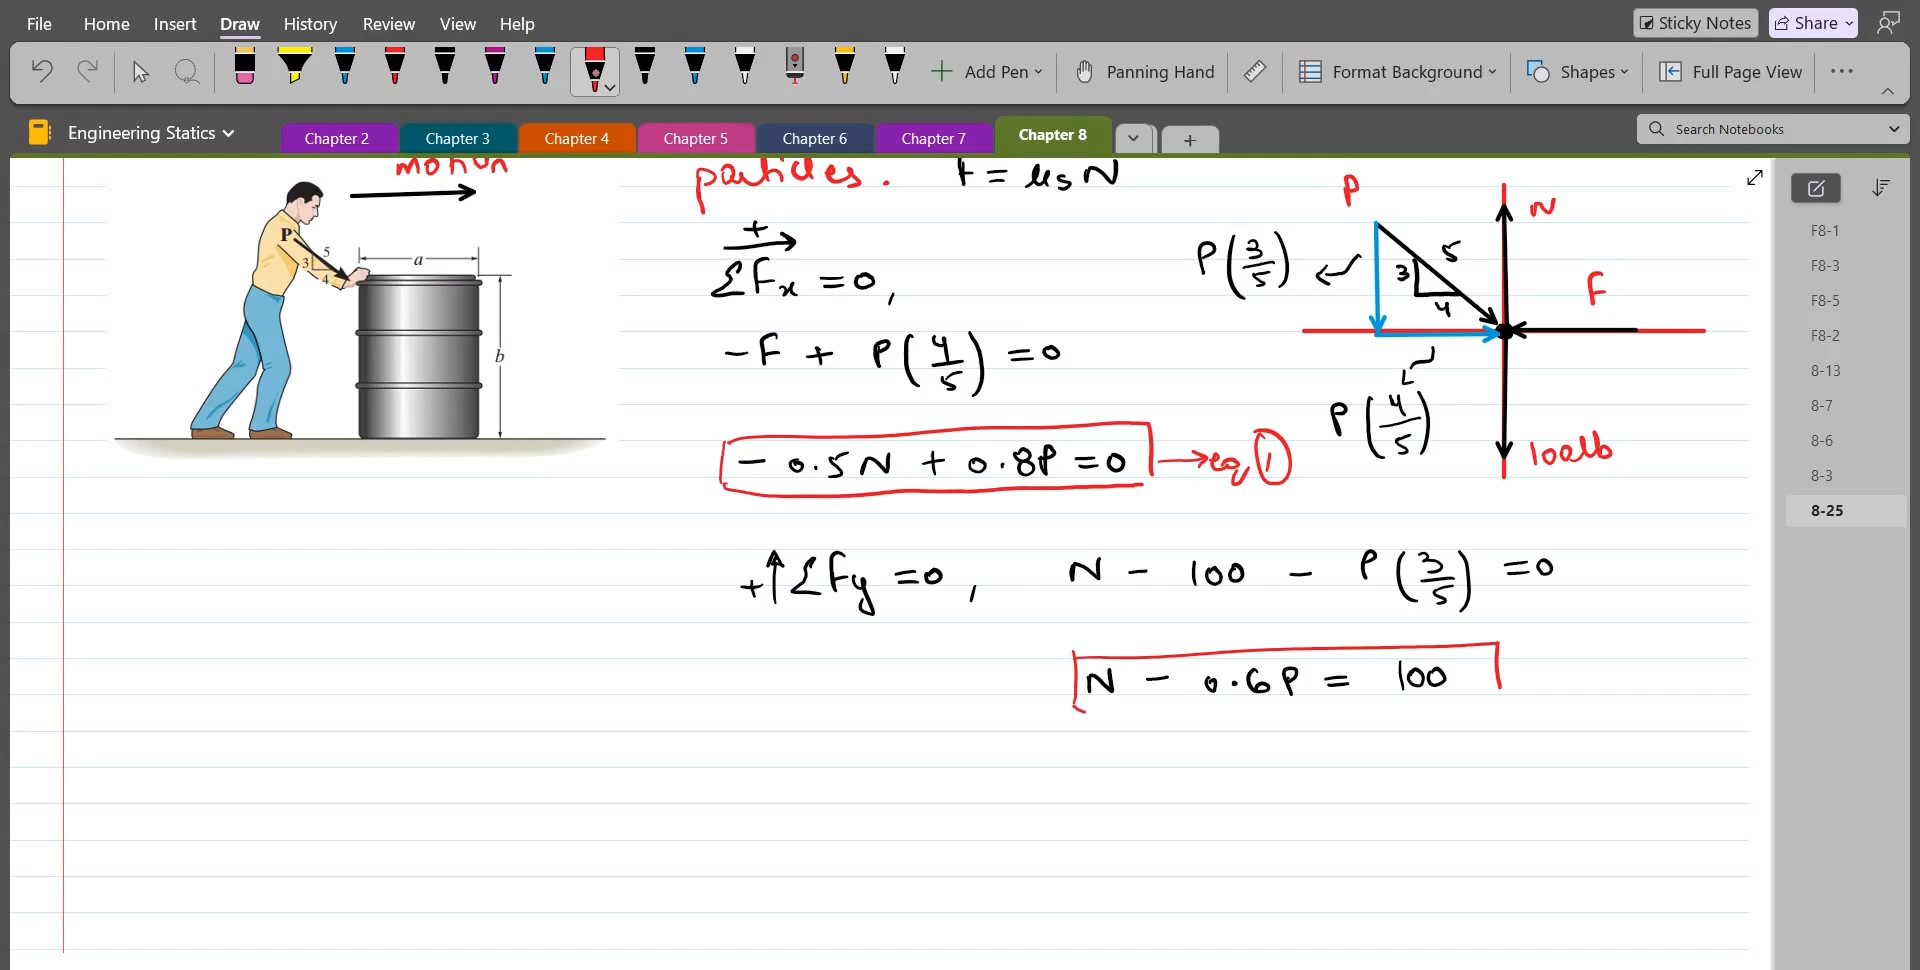 File Home Insert Draw History Review View Help
Sticky Notes Share
Add Pen Panning Hand Format Background Shapes Full Page View
Engineering Statics Chapter 2 Chapter 3 Chapter 4 Chapter 5 Chapter 6 Chapter 7 Chapter 8
Search Notebooks
motion
P
5
3
4
a
b
particles. F = μs N
+
ΣFx = 0,
-F + P(4/5) = 0
-0.5N + 0.8P = 0 → eq 1
+↑ΣFy = 0, N - 100 - P(3/5) = 0
N - 0.6P = 100
P
N
P(3/5)
5
3
4
F
P(4/5)
100lb
F8-1
F8-3
F8-5
F8-2
8-13
8-7
8-6
8-3
8-25